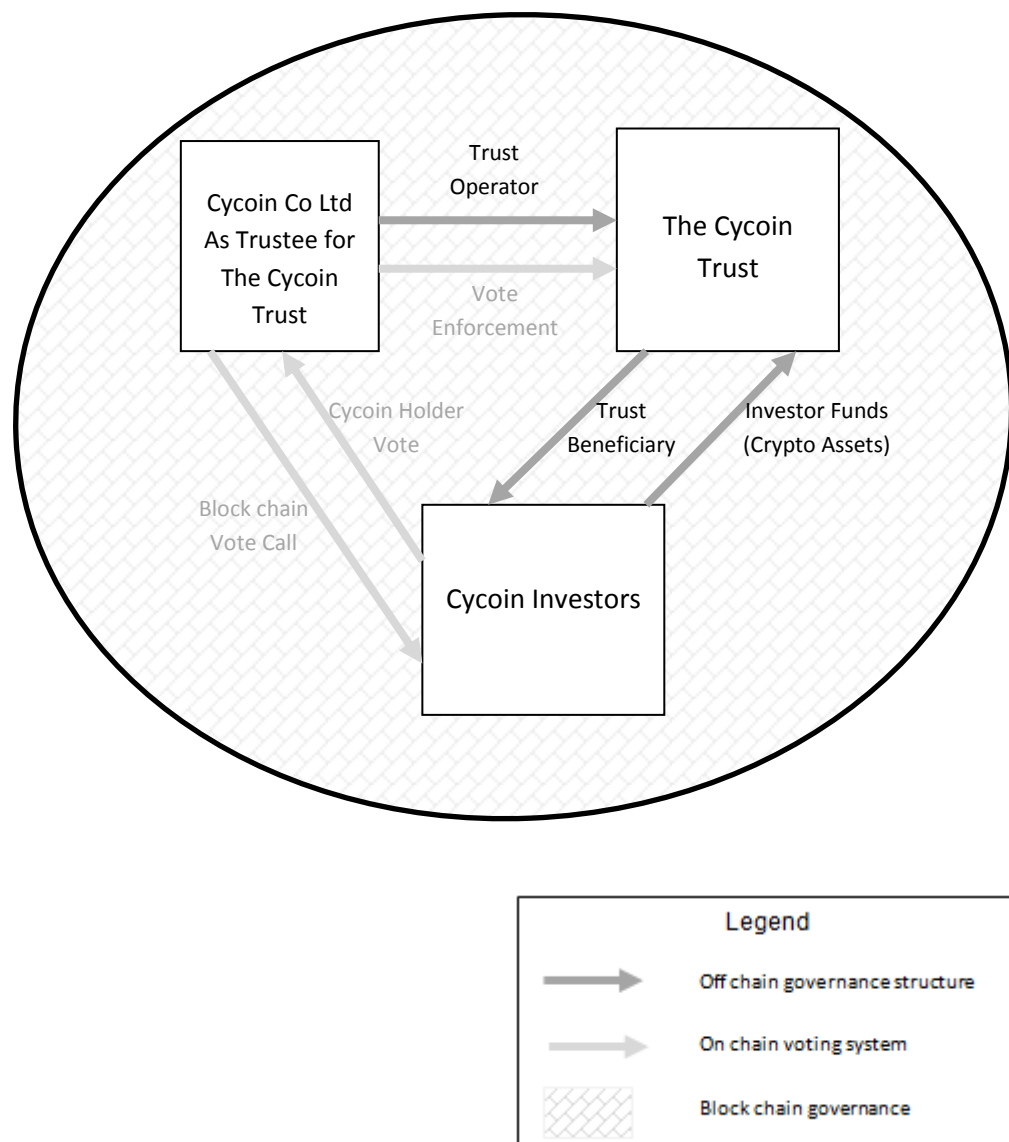 Cycoin Co Ltd
As Trustee for
The Cycoin
Trust
Trust
Operator
Vote
Enforcement
The Cycoin
Trust
Cycoin Holder
Vote
Trust
Beneficiary
Investor Funds
(Crypto Assets)
Block chain
Vote Call
Cycoin Investors
Legend
Off chain governance structure
On chain voting system
Block chain governance